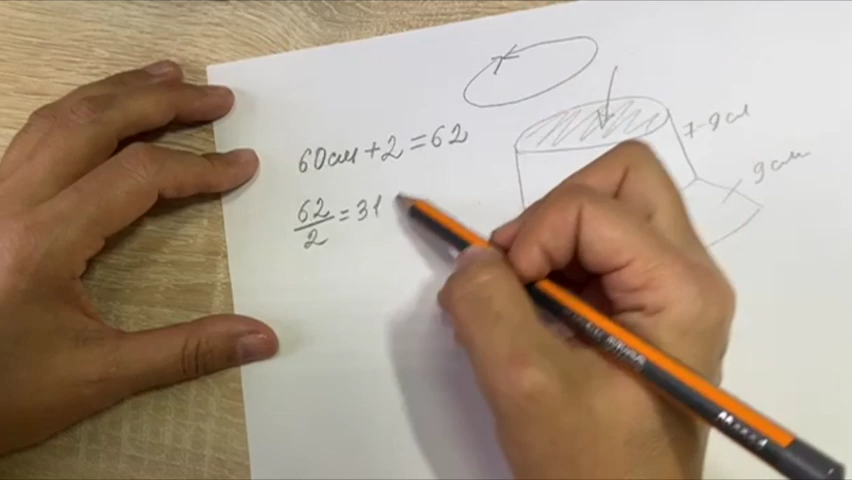 60см + 2 = 62
62/2 = 31
7-9см
9см